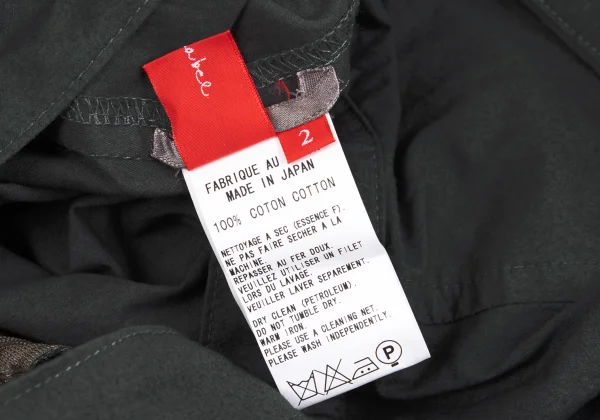 abee
2
FABRIQUE AU
MADE IN JAPAN
100% COTON COTTON
NETTOYAGE A SEC (ESSENCE F).
NE PAS FAIRE SECHER A LA
MACHINE.
REPASSER AU FER DOUX.
VEUILLEZ UTILISER UN FILET
LORS DU LAVAGE.
VEUILLER LAVER SEPAREMENT.
DRY CLEAN (PETROLEUM).
DO NOT TUMBLE DRY.
WARM IRON.
PLEASE USE A CLEANING NET.
PLEASE WASH INDEPENDENTLY.
P